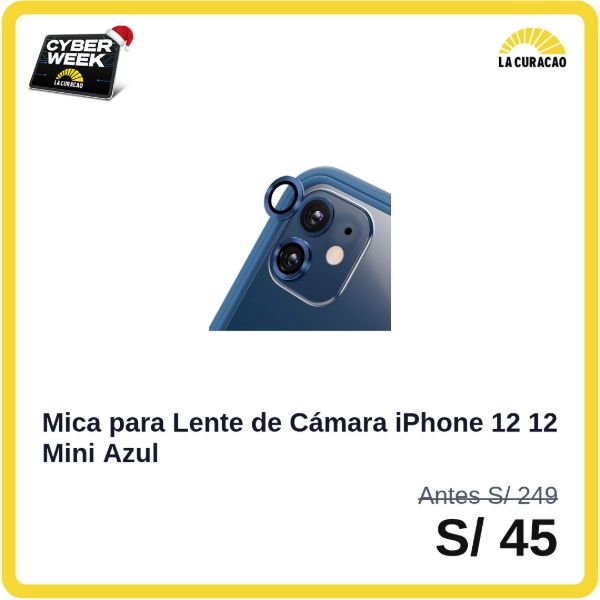 CYBER
WEEK
LA CURACAO
LA CURACAO
Mica para Lente de Cámara iPhone 12 12
Mini Azul
Antes S/ 249
S/ 45